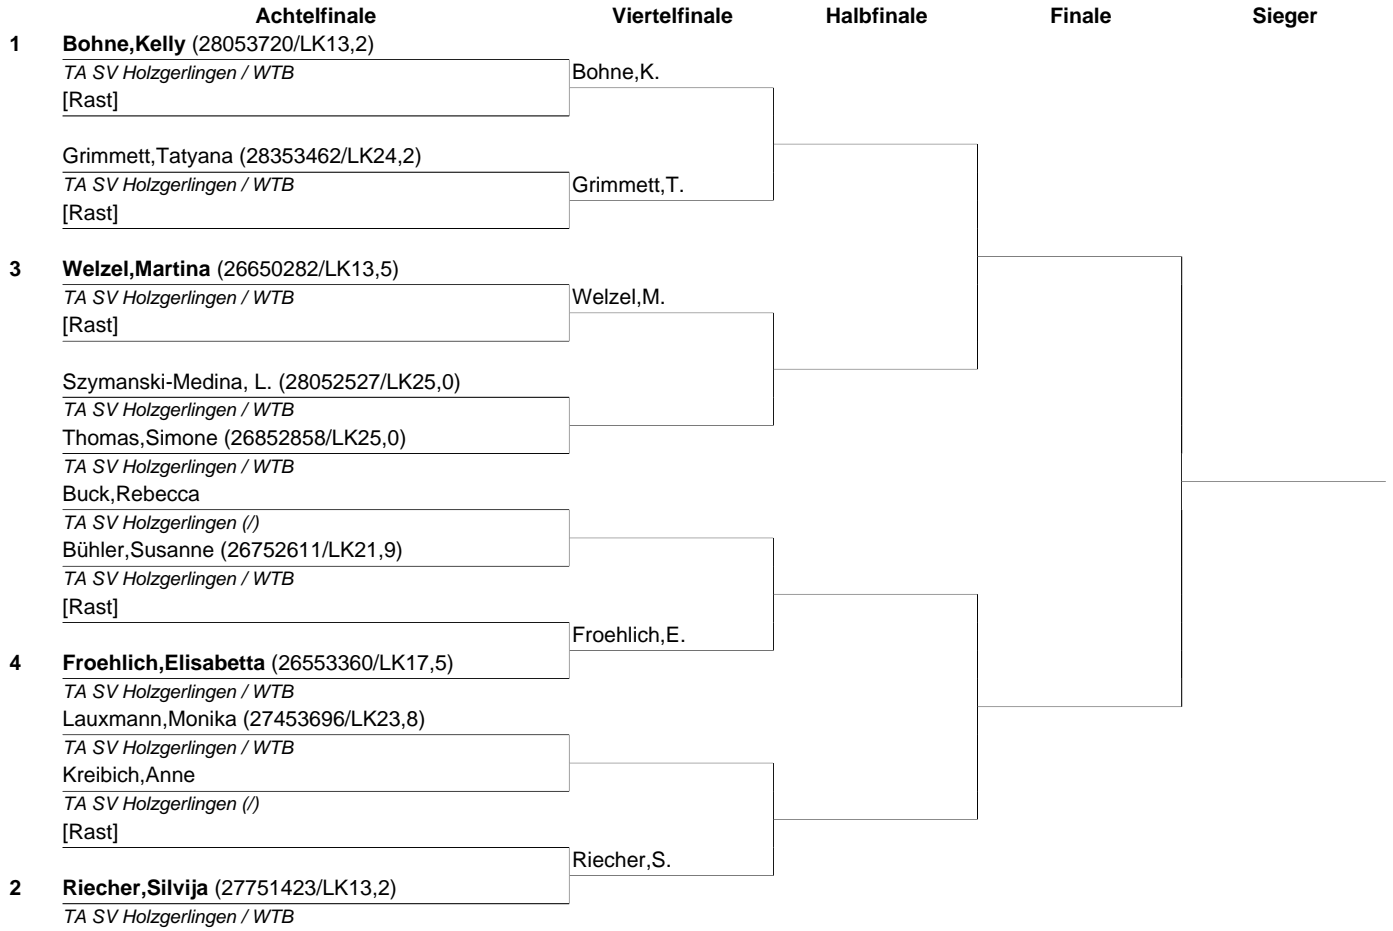 Achtelfinale Viertelfinale Halbfinale Finale Sieger
1 Bohne,Kelly (28053720/LK13,2)
TA SV Holzgerlingen / WTB Bohne,K.
[Rast]
Grimmett,Tatyana (28353462/LK24,2)
TA SV Holzgerlingen / WTB Grimmett,T.
[Rast]
3 Welzel,Martina (26650282/LK13,5)
TA SV Holzgerlingen / WTB Welzel,M.
[Rast]
Szymanski-Medina, L. (28052527/LK25,0)
TA SV Holzgerlingen / WTB
Thomas,Simone (26852858/LK25,0)
TA SV Holzgerlingen / WTB
Buck,Rebecca
TA SV Holzgerlingen (/)
Bühler,Susanne (26752611/LK21,9)
TA SV Holzgerlingen / WTB
[Rast]
Froehlich,E.
4 Froehlich,Elisabetta (26553360/LK17,5)
TA SV Holzgerlingen / WTB
Lauxmann,Monika (27453696/LK23,8)
TA SV Holzgerlingen / WTB
Kreibich,Anne
TA SV Holzgerlingen (/)
[Rast]
Riecher,S.
2 Riecher,Silvija (27751423/LK13,2)
TA SV Holzgerlingen / WTB